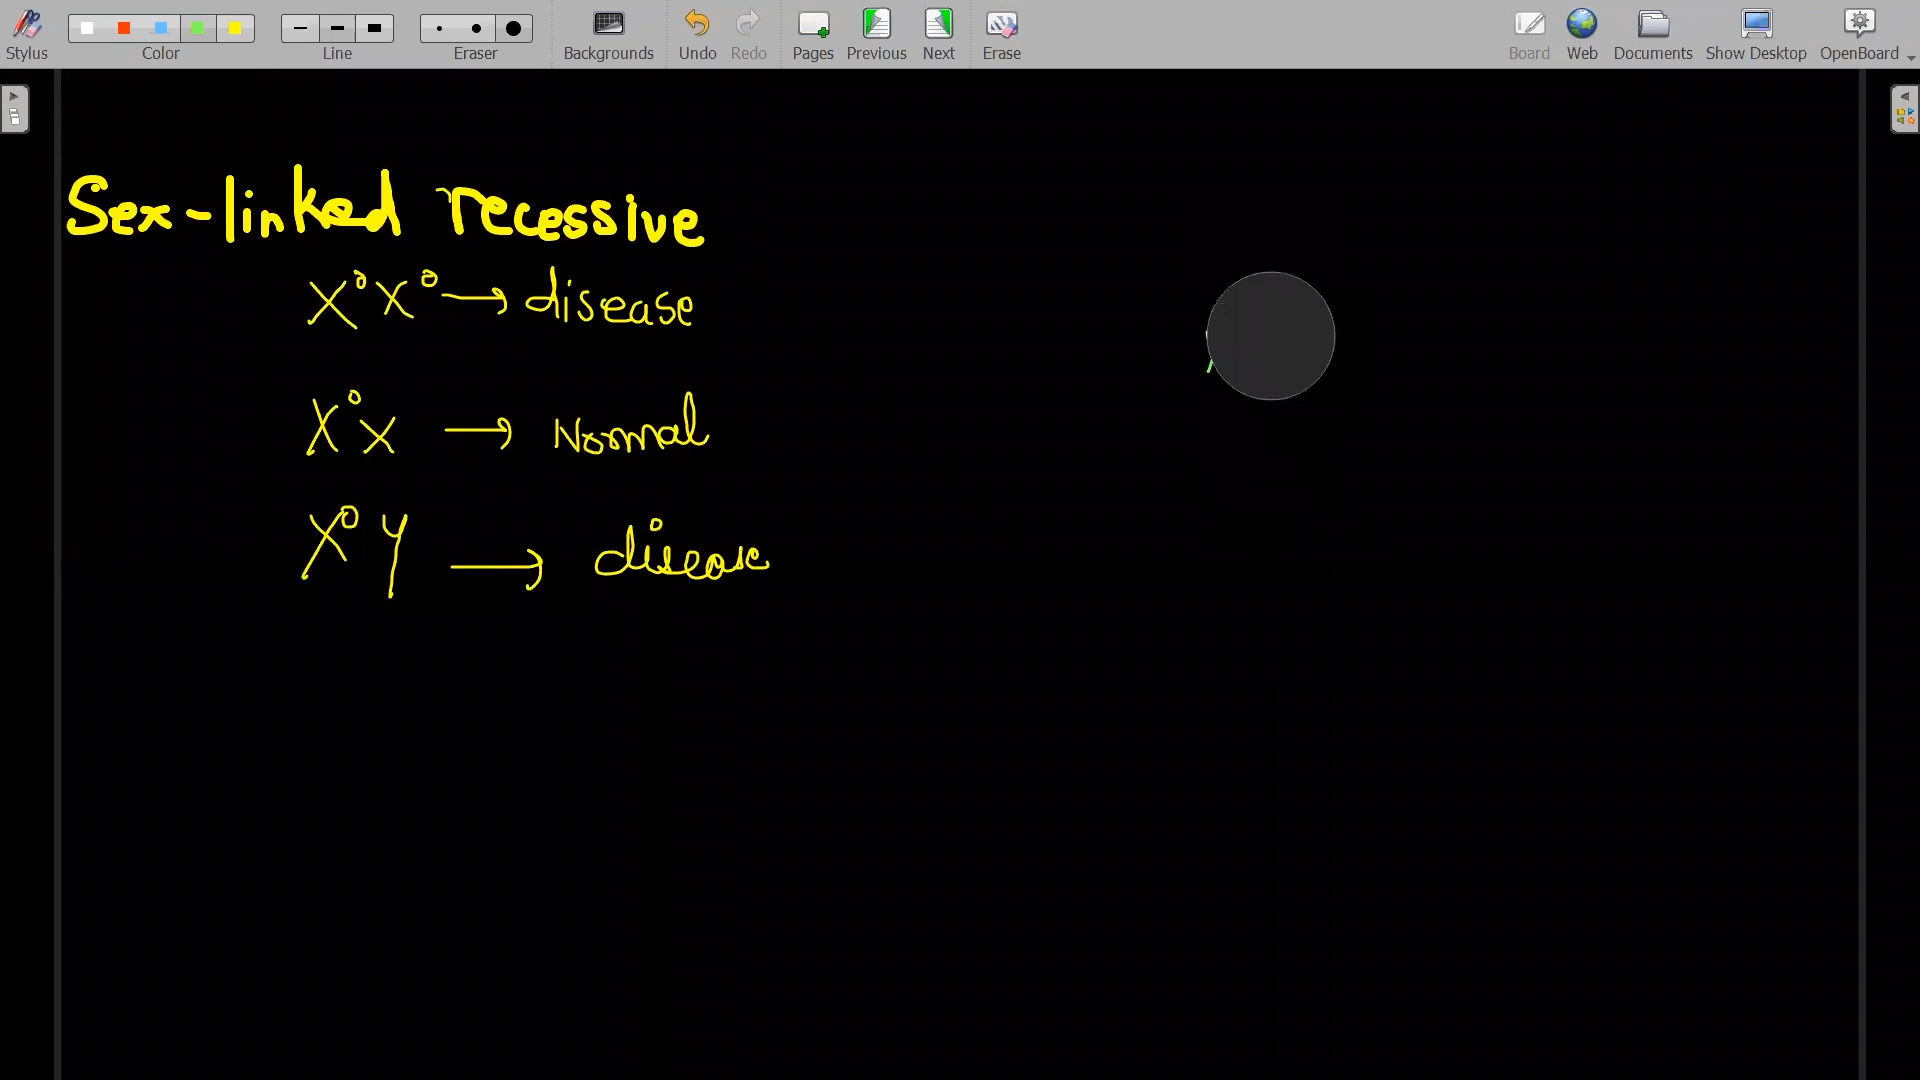 Stylus Color Line Eraser Backgrounds Undo Redo Pages Previous Next Erase Board Web Documents Show Desktop OpenBoard
Sex-linked recessive
X°X° → disease
X°X → Normal
X°Y → disease